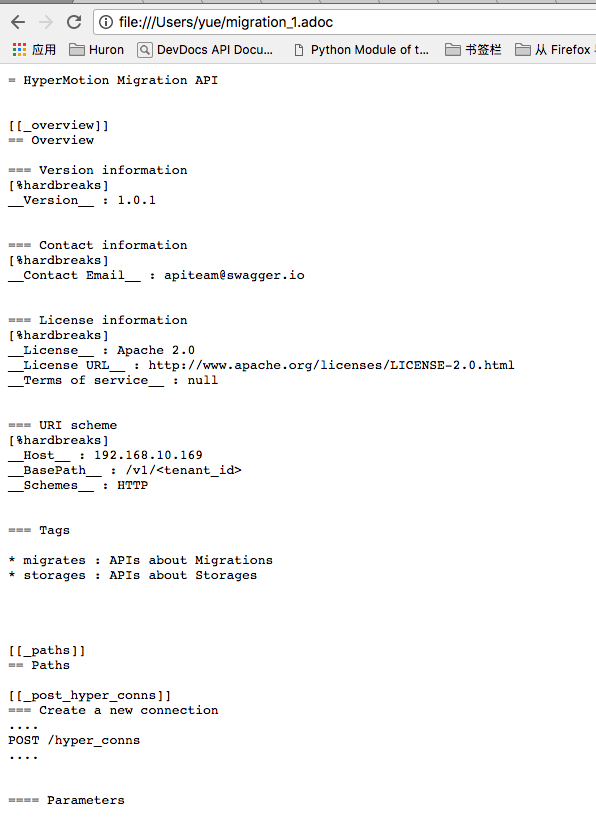 file:///Users/yue/migration_1.adoc
应用 Huron DevDocs API Docu... Python Module of t... 书签栏 从 Firefox
= HyperMotion Migration API
[[_overview]]
== Overview
=== Version information
[%hardbreaks]
__Version__ : 1.0.1
=== Contact information
[%hardbreaks]
__Contact Email__ : apiteam@swagger.io
=== License information
[%hardbreaks]
__License__ : Apache 2.0
__License URL__ : http://www.apache.org/licenses/LICENSE-2.0.html
__Terms of service__ : null
=== URI scheme
[%hardbreaks]
__Host__ : 192.168.10.169
__BasePath__ : /v1/<tenant_id>
__Schemes__ : HTTP
=== Tags
* migrates : APIs about Migrations
* storages : APIs about Storages
[[_paths]]
== Paths
[[_post_hyper_conns]]
=== Create a new connection
....
POST /hyper_conns
....
==== Parameters